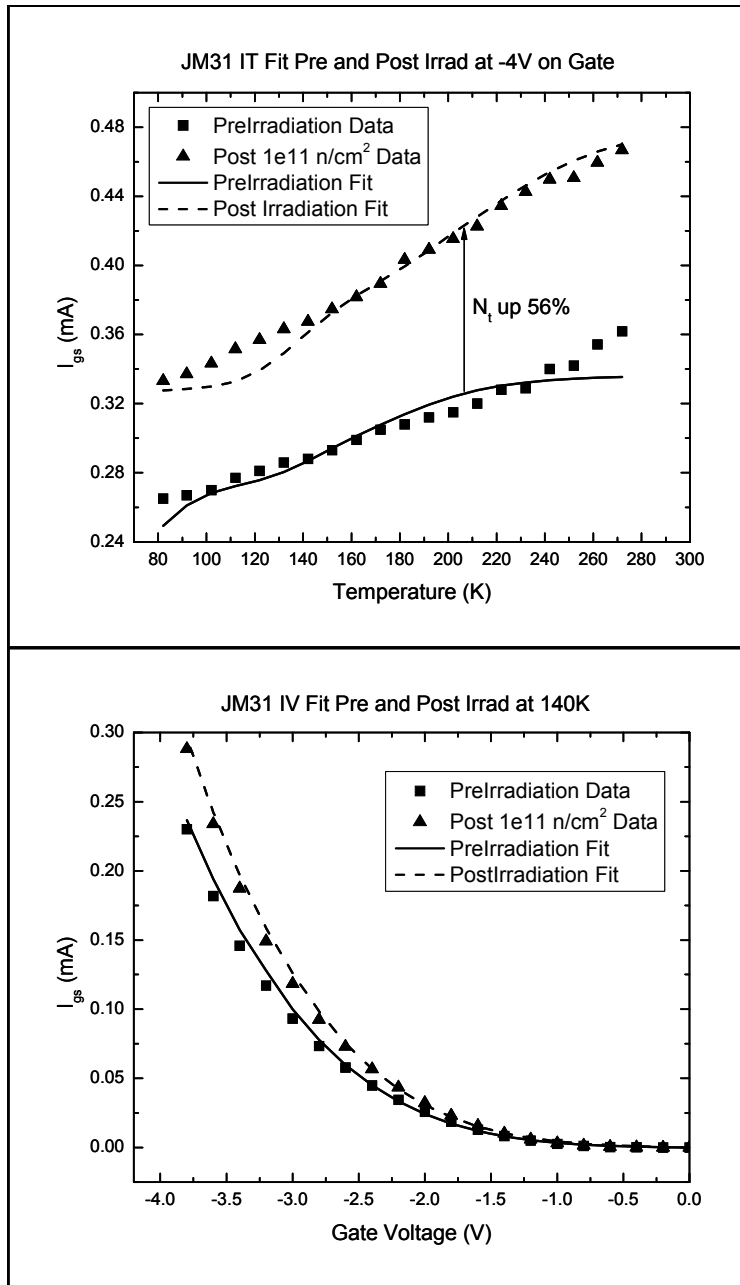 JM31 IT Fit Pre and Post Irrad at -4V on Gate
PreIrradiation Data
Post 1e11 n/cm² Data
PreIrradiation Fit
Post Irradiation Fit
0.48
0.44
0.40
0.36
0.32
0.28
0.24
I_gs (mA)
N_t up 56%
80 100 120 140 160 180 200 220 240 260 280 300
Temperature (K)
JM31 IV Fit Pre and Post Irrad at 140K
PreIrradiation Data
Post 1e11 n/cm² Data
PreIrradiation Fit
PostIrradiation Fit
0.30
0.25
0.20
0.15
0.10
0.05
0.00
I_gs (mA)
-4.0 -3.5 -3.0 -2.5 -2.0 -1.5 -1.0 -0.5 0.0
Gate Voltage (V)